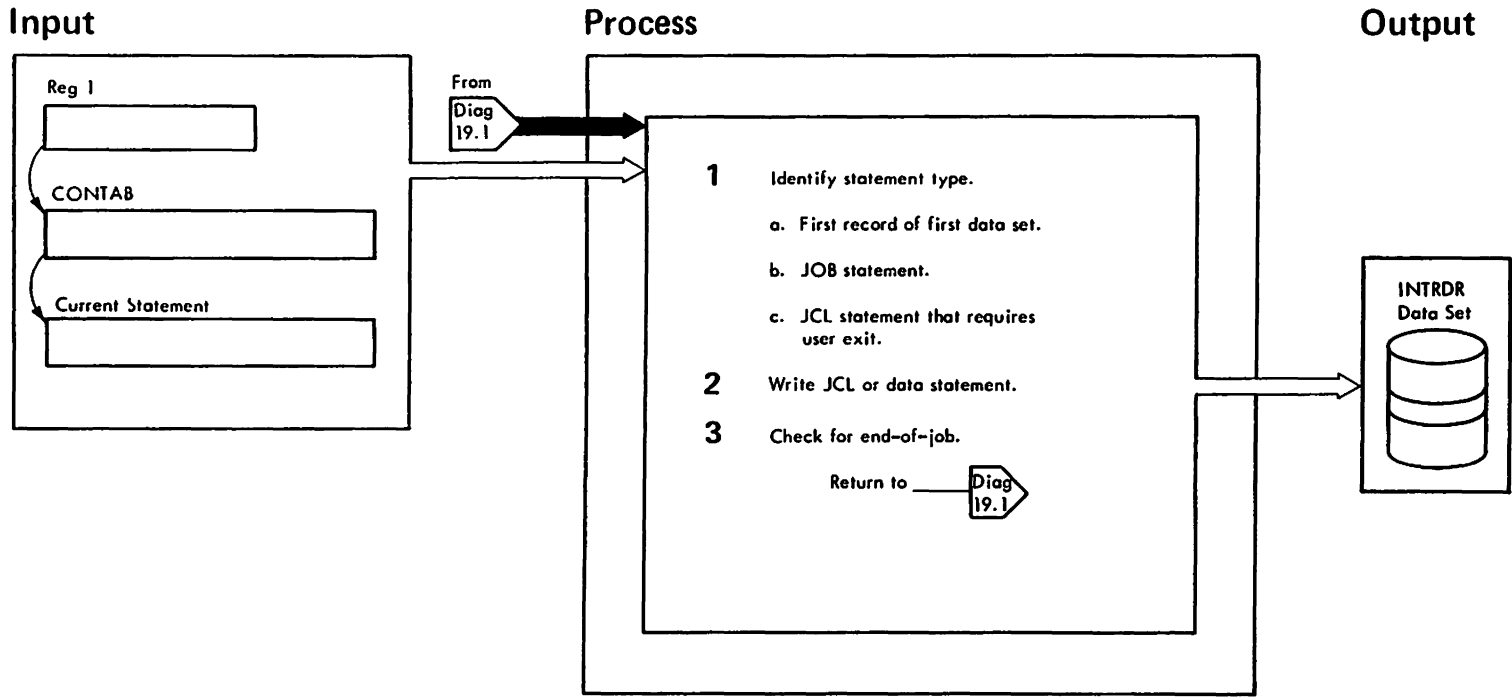 Input
Process
Output
Reg 1
CONTAB
Current Statement
From
Diag
19.1
1 Identify statement type.
a. First record of first data set.
b. JOB statement.
c. JCL statement that requires
user exit.
2 Write JCL or data statement.
3 Check for end-of-job.
Return to
Diag
19.1
INTRDR
Data Set